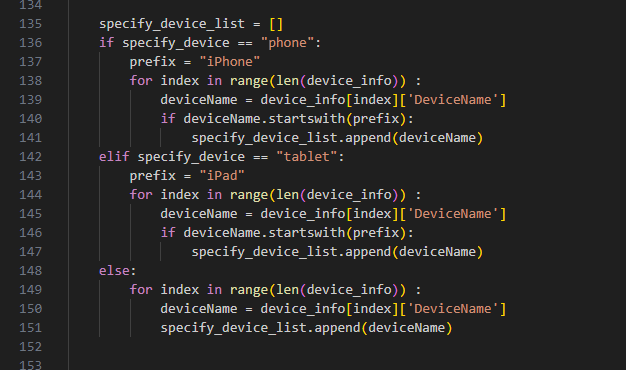 134
135 specify_device_list = []
136 if specify_device == "phone":
137 prefix = "iPhone"
138 for index in range(len(device_info)) :
139 deviceName = device_info[index]['DeviceName']
140 if deviceName.startswith(prefix):
141 specify_device_list.append(deviceName)
142 elif specify_device == "tablet":
143 prefix = "iPad"
144 for index in range(len(device_info)) :
145 deviceName = device_info[index]['DeviceName']
146 if deviceName.startswith(prefix):
147 specify_device_list.append(deviceName)
148 else:
149 for index in range(len(device_info)) :
150 deviceName = device_info[index]['DeviceName']
151 specify_device_list.append(deviceName)
152
153